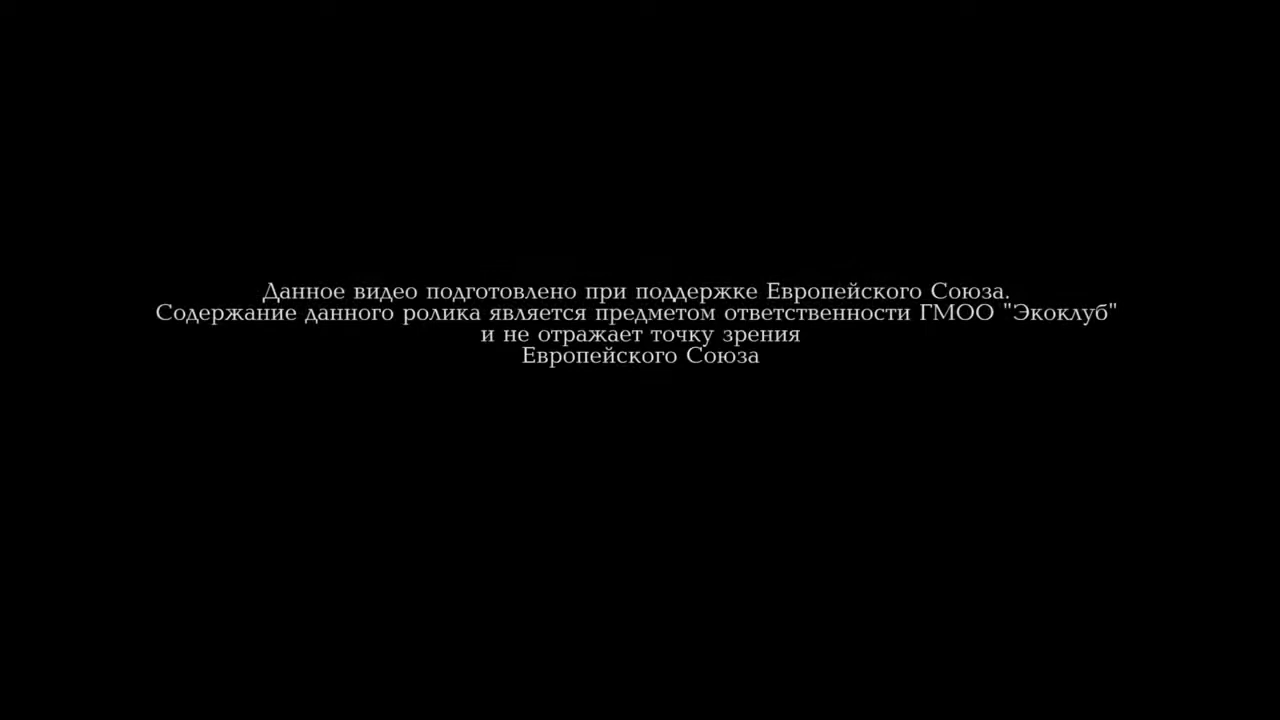 Данное видео подготовлено при поддержке Европейского Союза.
Содержание данного ролика является предметом ответственности ГМОО "Экоклуб"
и не отражает точку зрения
Европейского Союза